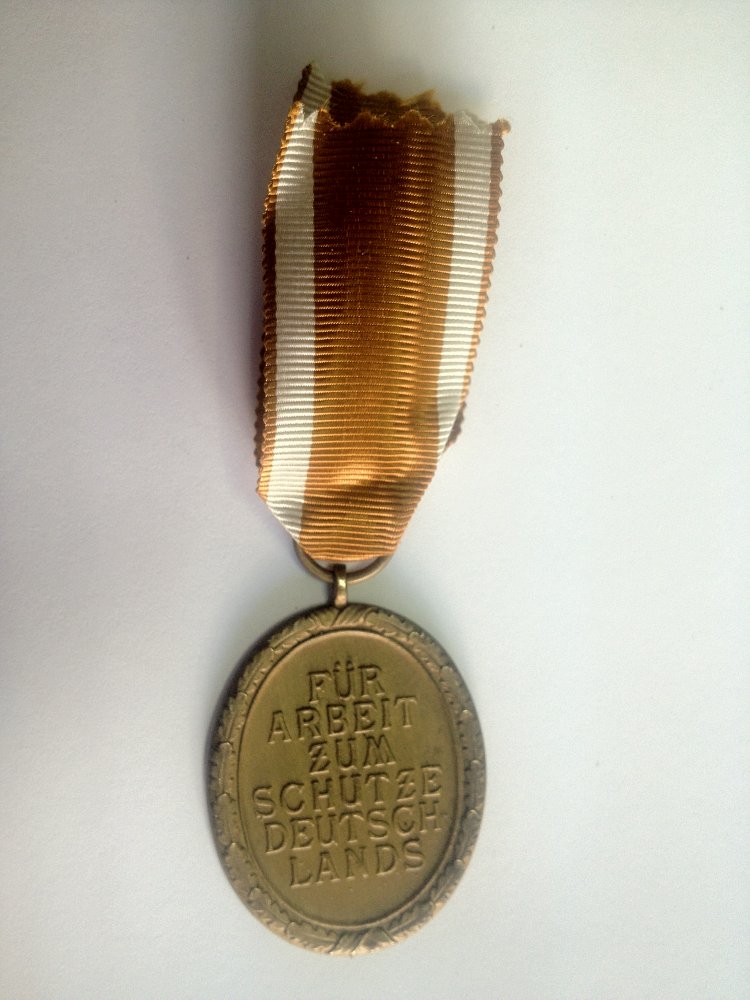 FÜR
ARBEIT
ZUM
SCHUTZE
DEUTSCH
LANDS